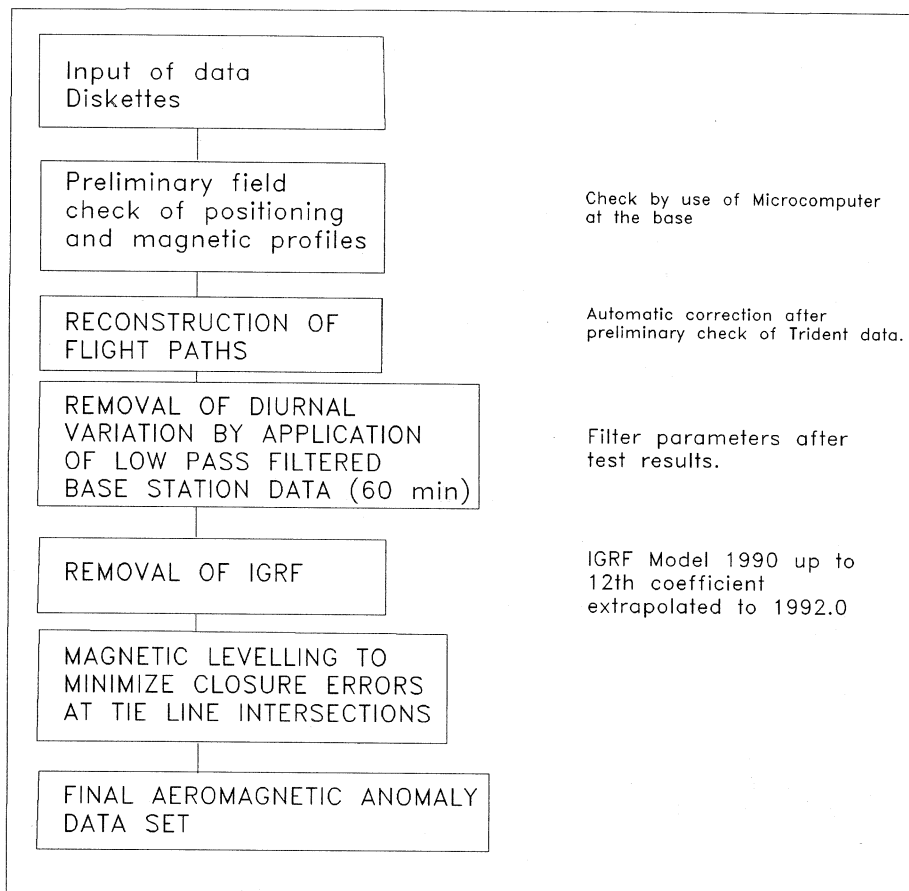 Input of data
Diskettes
Preliminary field
check of positioning
and magnetic profiles
Check by use of Microcomputer
at the base
RECONSTRUCTION OF
FLIGHT PATHS
Automatic correction after
preliminary check of Trident data.
REMOVAL OF DIURNAL
VARIATION BY APPLICATION
OF LOW PASS FILTERED
BASE STATION DATA (60 min)
Filter parameters after
test results.
REMOVAL OF IGRF
IGRF Model 1990 up to
12th coefficient
extrapolated to 1992.0
MAGNETIC LEVELLING TO
MINIMIZE CLOSURE ERRORS
AT TIE LINE INTERSECTIONS
FINAL AEROMAGNETIC ANOMALY
DATA SET